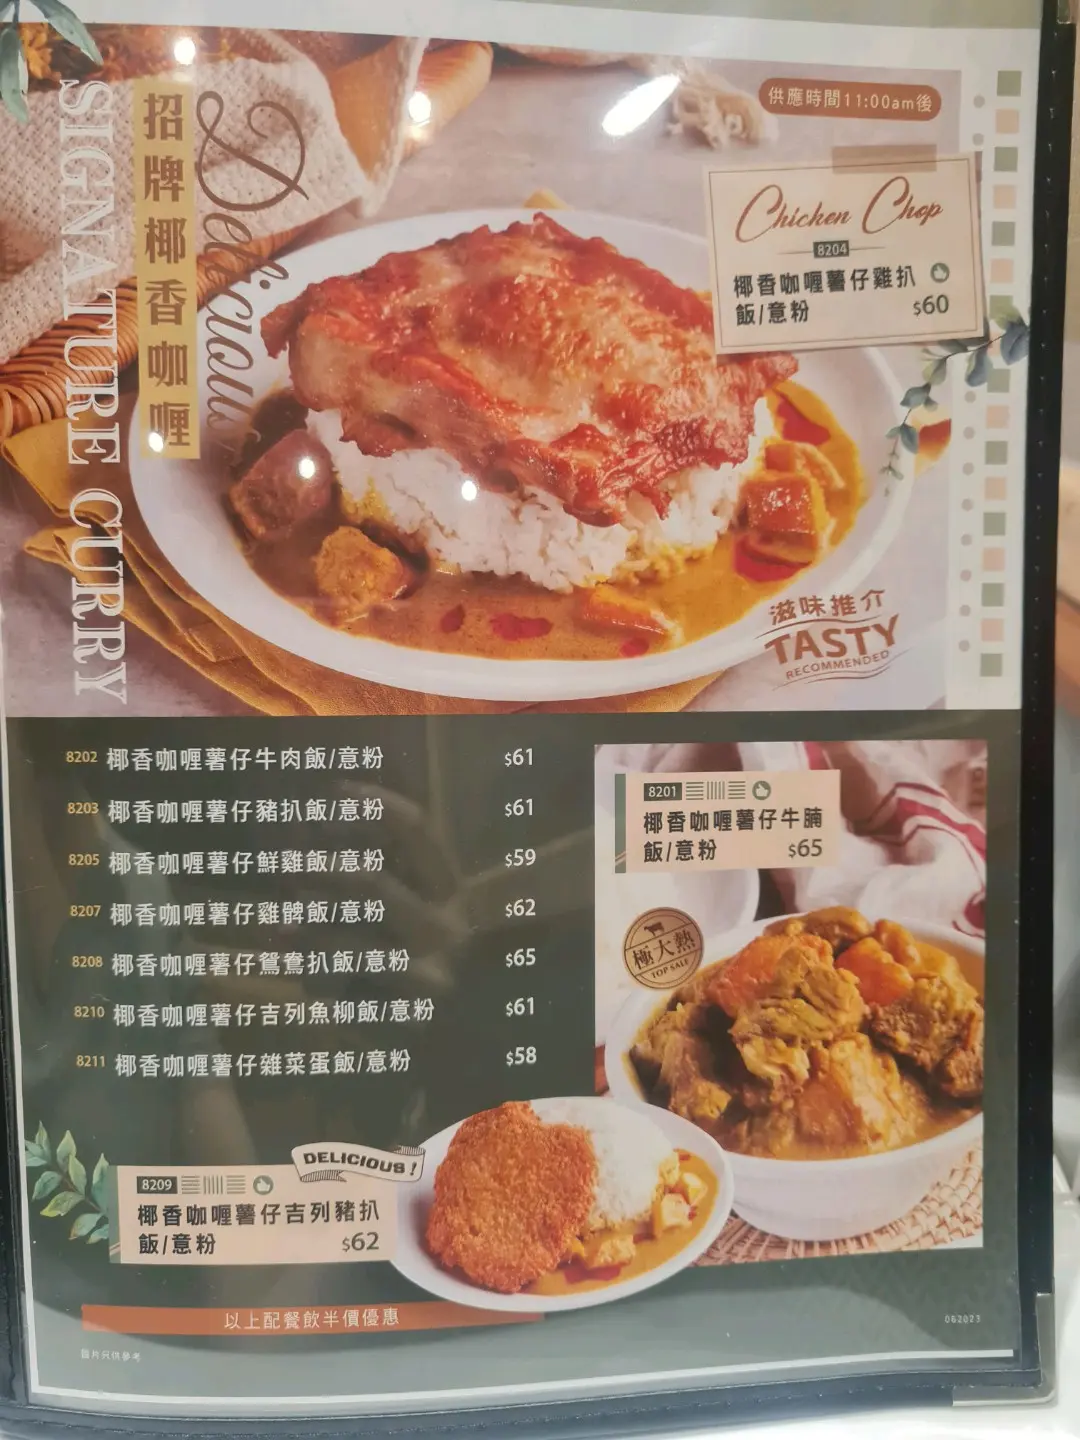 SIGNATURE CURRY
招牌椰香咖喱
Delicious
供應時間11:00am後
Chicken Chop
8204
椰香咖喱薯仔雞扒
飯/意粉 $60
滋味推介
TASTY
RECOMMENDED
8202 椰香咖喱薯仔牛肉飯/意粉 $61
8203 椰香咖喱薯仔豬扒飯/意粉 $61
8205 椰香咖喱薯仔鮮雞飯/意粉 $59
8207 椰香咖喱薯仔雞髀飯/意粉 $62
8208 椰香咖喱薯仔鴛鴦扒飯/意粉 $65
8210 椰香咖喱薯仔吉列魚柳飯/意粉 $61
8211 椰香咖喱薯仔雜菜蛋飯/意粉 $58
8201
椰香咖喱薯仔牛腩
飯/意粉 $65
極大熱
TOP SALE
DELICIOUS!
8209
椰香咖喱薯仔吉列豬扒
飯/意粉 $62
以上配餐飲半價優惠
062023
圖片只供參考